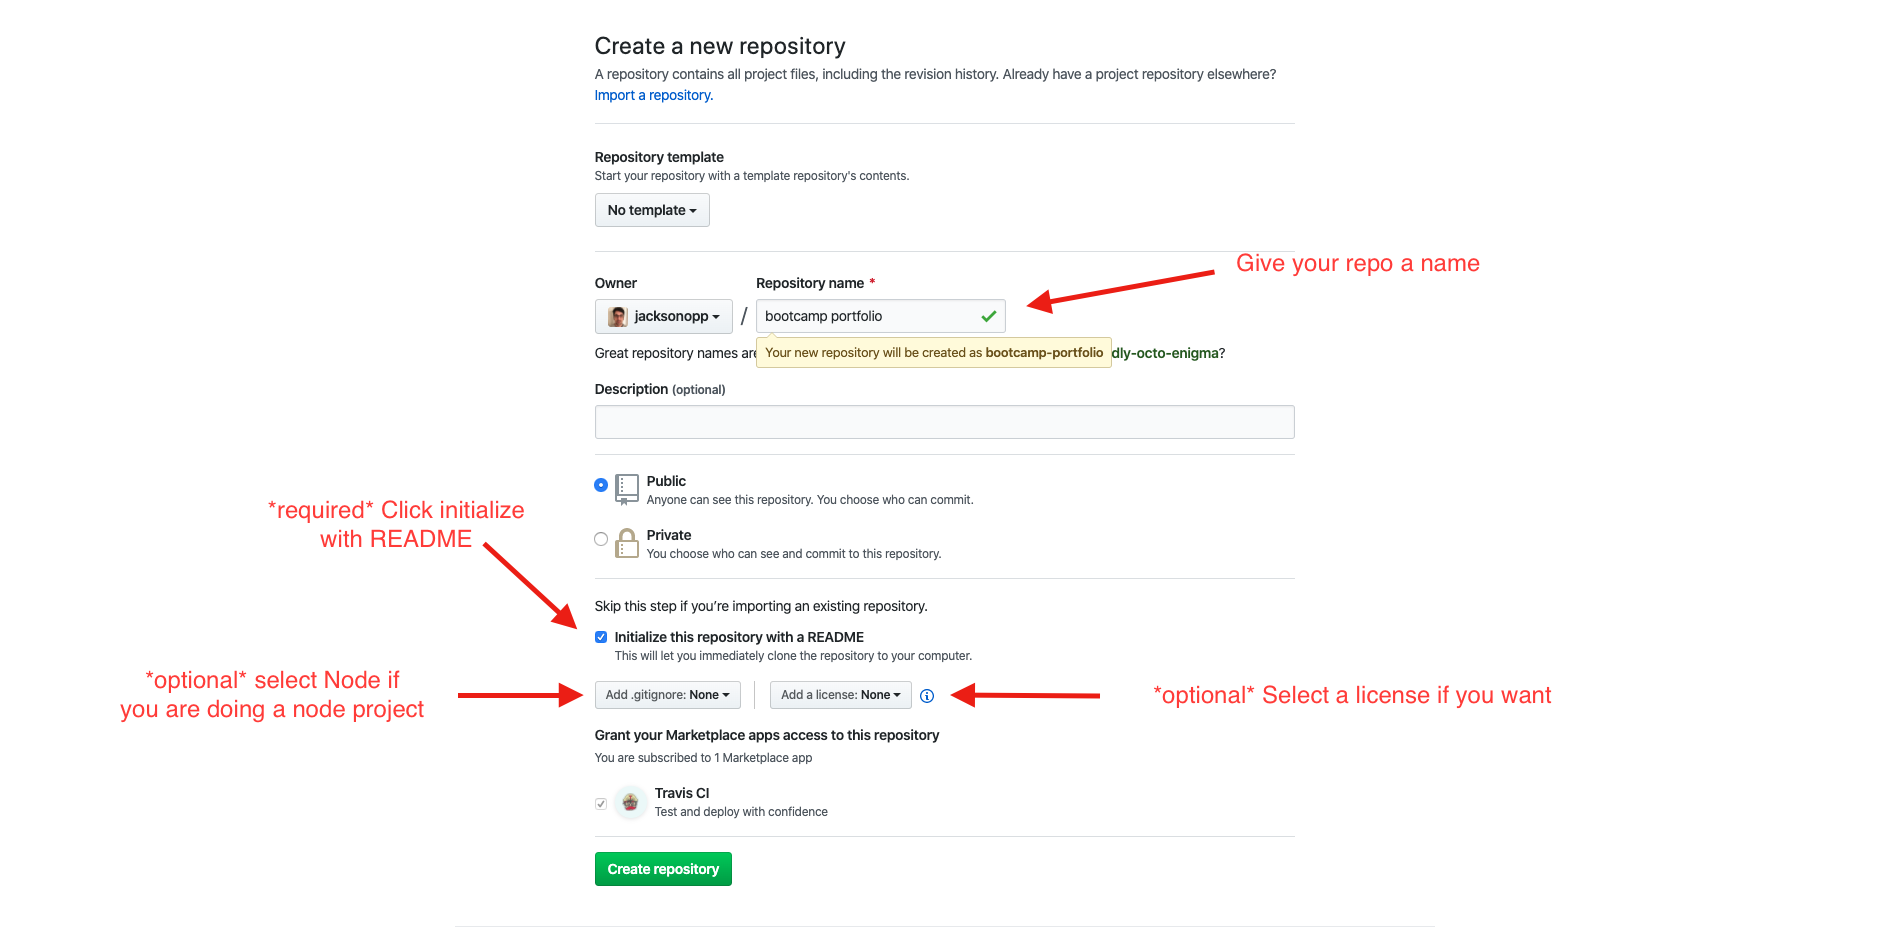 Create a new repository
A repository contains all project files, including the revision history. Already have a project repository elsewhere?
Import a repository.
Repository template
Start your repository with a template repository's contents.
No template
Give your repo a name
Owner
Repository name *
jacksonopp
/
bootcamp portfolio
Great repository names are
Your new repository will be created as bootcamp-portfolio
dly-octo-enigma?
Description (optional)
Public
Anyone can see this repository. You choose who can commit.
*required* Click initialize
with README
Private
You choose who can see and commit to this repository.
Skip this step if you’re importing an existing repository.
Initialize this repository with a README
This will let you immediately clone the repository to your computer.
*optional* select Node if
you are doing a node project
Add .gitignore: None
Add a license: None
*optional* Select a license if you want
Grant your Marketplace apps access to this repository
You are subscribed to 1 Marketplace app
Travis CI
Test and deploy with confidence
Create repository